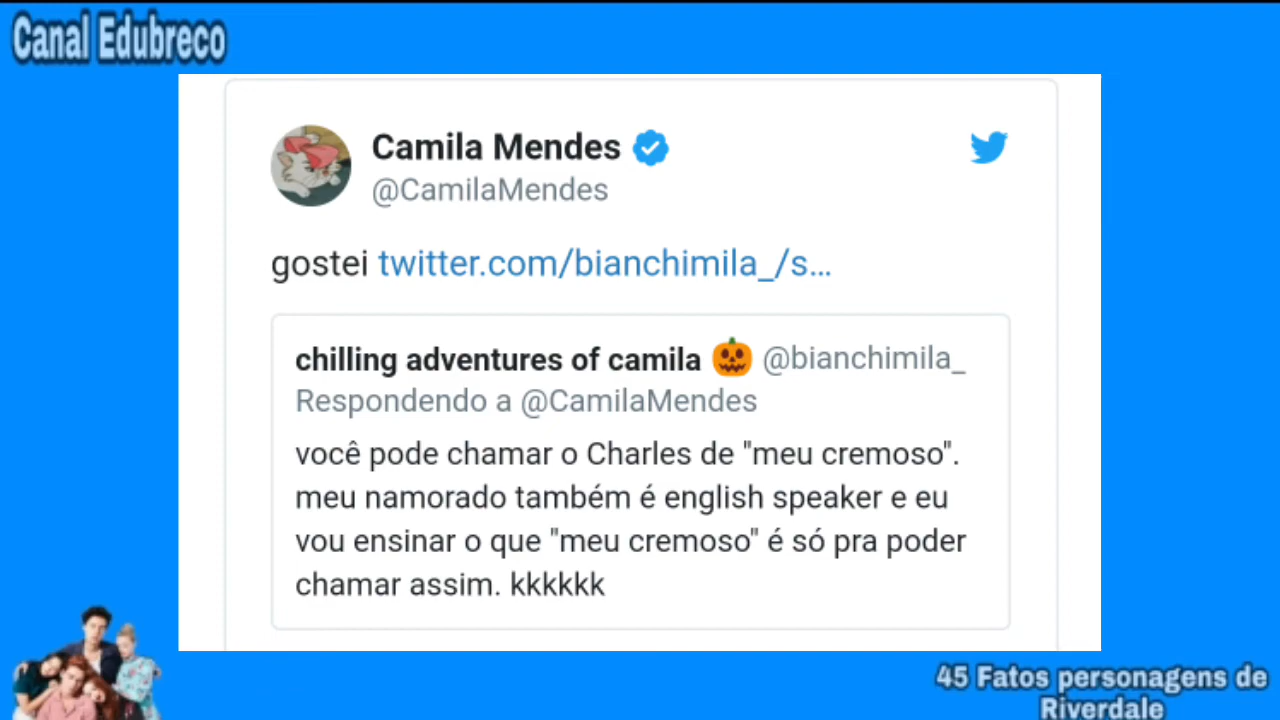 Canal Edubreco
Camila Mendes
@CamilaMendes
gostei twitter.com/bianchimila_/s...
chilling adventures of camila 🎃 @bianchimila_
Respondendo a @CamilaMendes
você pode chamar o Charles de "meu cremoso".
meu namorado também é english speaker e eu
vou ensinar o que "meu cremoso" é só pra poder
chamar assim. kkkkkk
45 Fatos personagens de
Riverdale